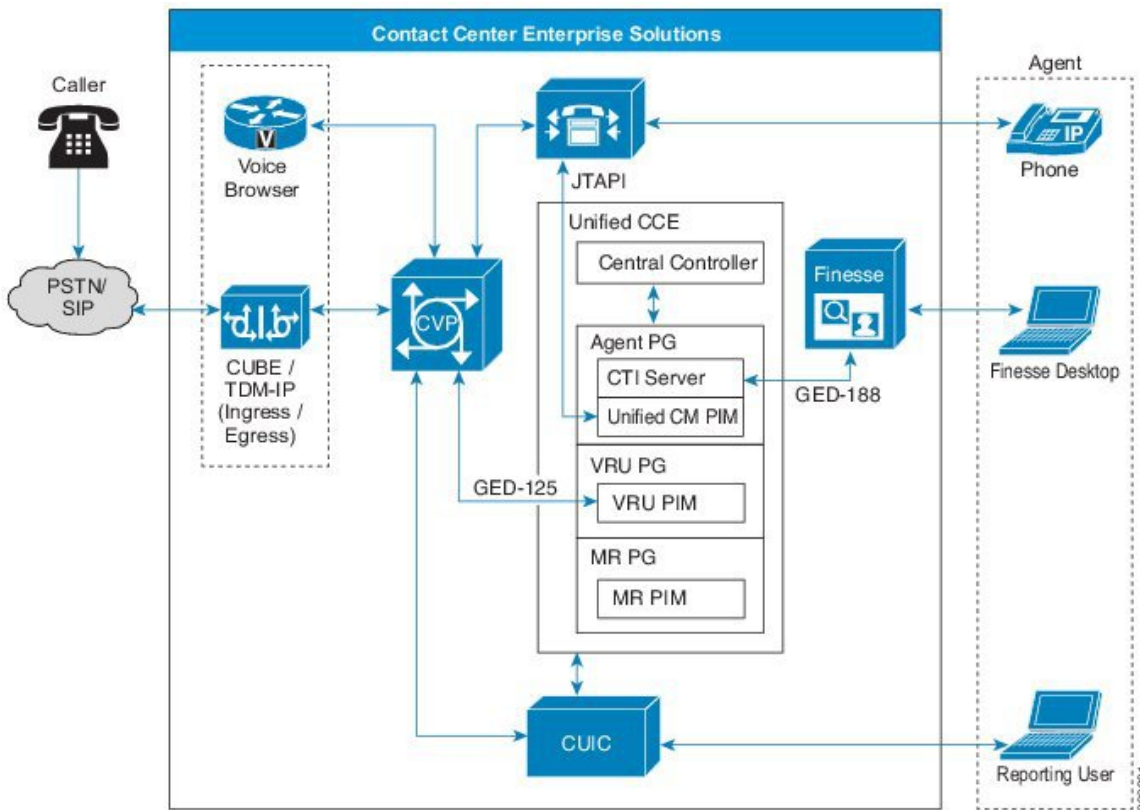 Contact Center Enterprise Solutions
Caller
Agent
V
Voice
Browser
IP
Phone
JTAPI
Unified CCE
Central Controller
Finesse
PSTN/
SIP
CVP
Agent PG
CTI Server
Unified CM PIM
GED-188
Finesse Desktop
CUBE /
TDM-IP
(Ingress /
Egress)
GED-125
VRU PG
VRU PIM
MR PG
MR PIM
CUIC
Reporting User